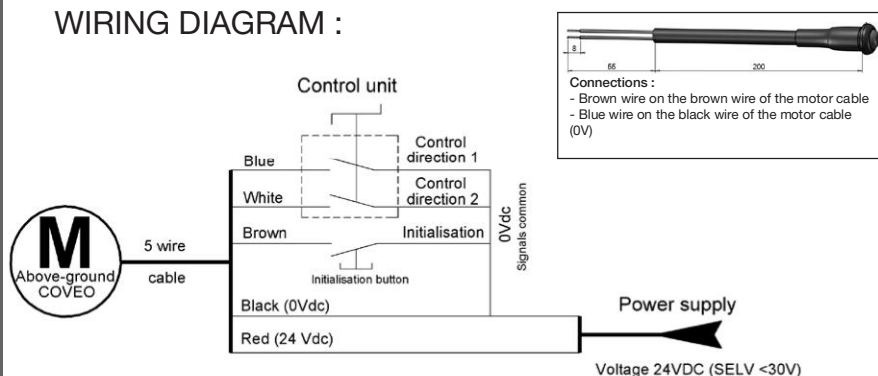 WIRING DIAGRAM :
8
55
200
Connections :
- Brown wire on the brown wire of the motor cable
- Blue wire on the black wire of the motor cable
(0V)
Control unit
Blue
Control
direction 1
White
Control
direction 2
Brown
Initialisation
Initialisation button
0Vdc
Signals common
M
Above-ground
COVEO
5 wire
cable
Black (0Vdc)
Red (24 Vdc)
Power supply
Voltage 24VDC (SELV <30V)